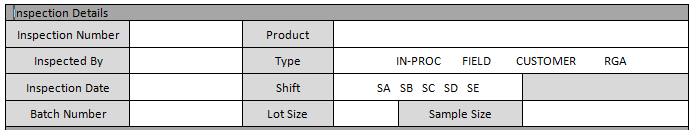 Inspection Details
Inspection Number Product
Inspected By Type IN-PROC FIELD CUSTOMER RGA
Inspection Date Shift SA SB SC SD SE
Batch Number Lot Size Sample Size